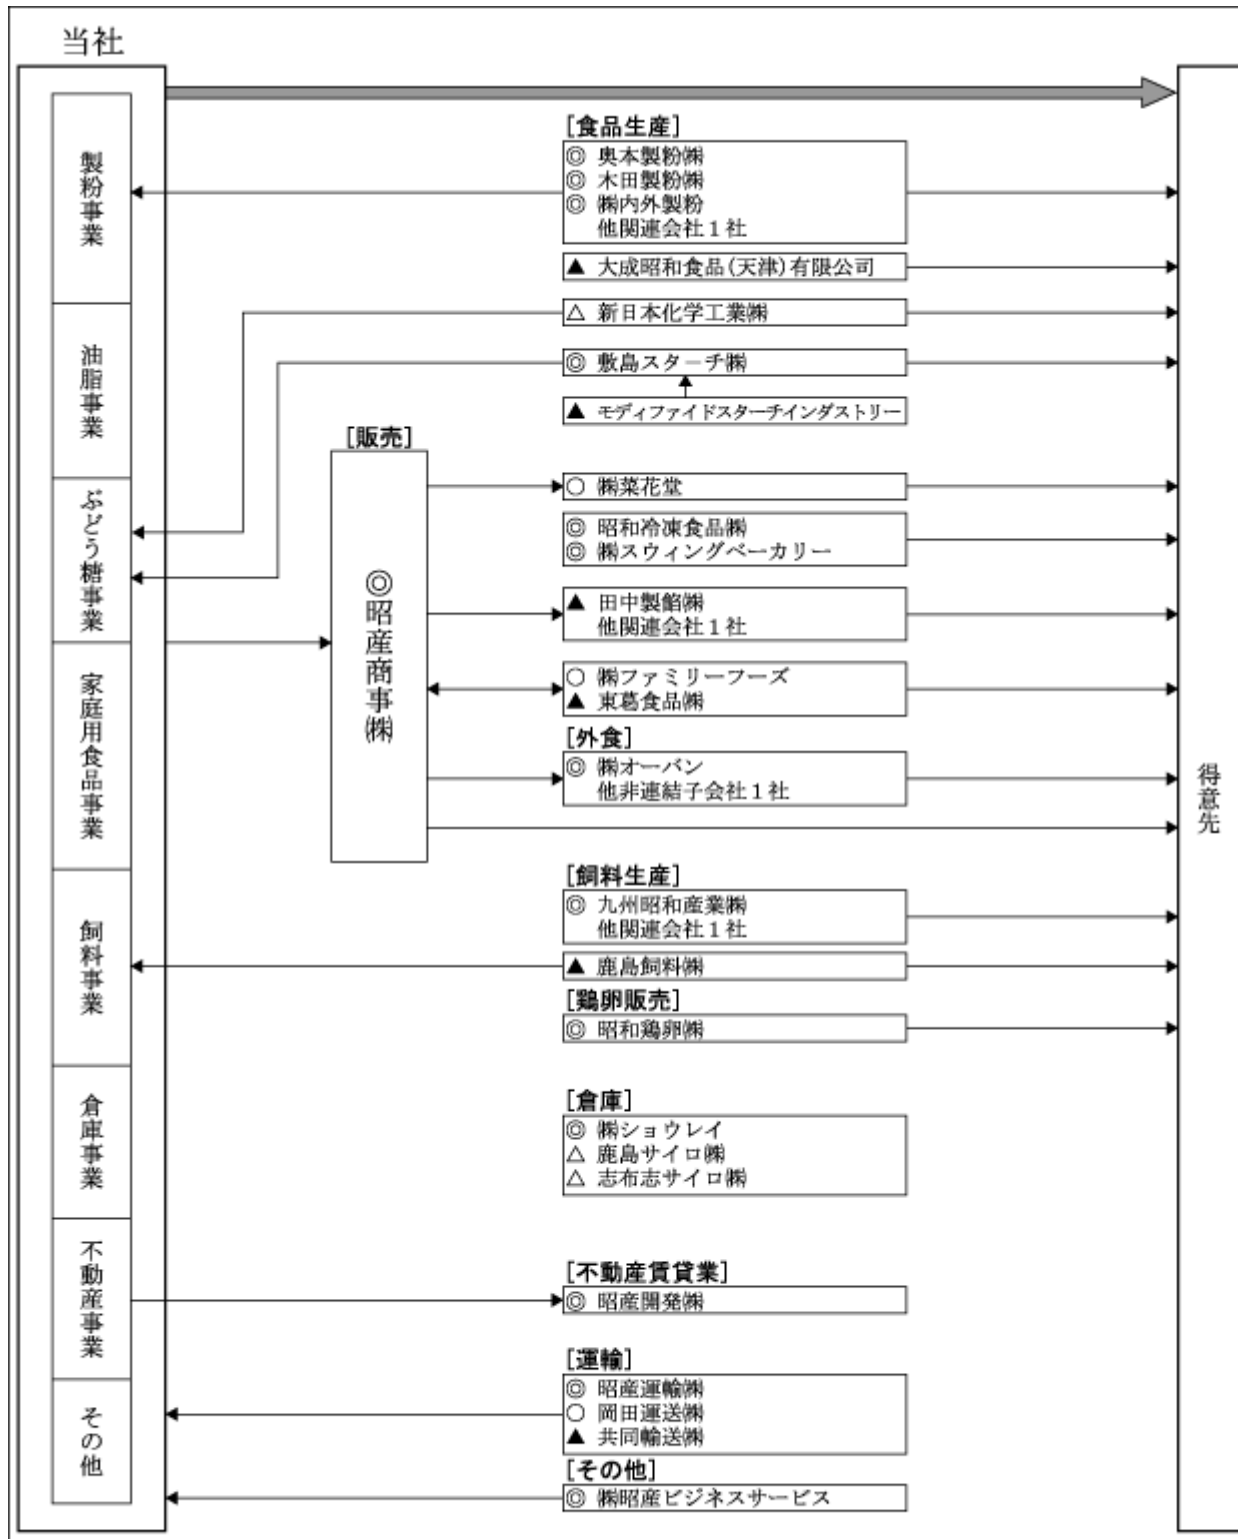 当社
製粉事業
油脂事業
ぶどう糖事業
家庭用食品事業
飼料事業
倉庫事業
不動産事業
その他
[販売]
◎昭産商事㈱
[食品生産]
◎ 奥本製粉㈱
◎ 木田製粉㈱
◎ ㈱内外製粉
他関連会社１社
▲ 大成昭和食品(天津)有限公司
△ 新日本化学工業㈱
◎ 敷島スターチ㈱
▲ モディファイドスターチインダストリー
○ ㈱菜花堂
◎ 昭和冷凍食品㈱
◎ ㈱スウィングベーカリー
▲ 田中製餡㈱
他関連会社１社
○ ㈱ファミリーフーズ
▲ 東葛食品㈱
[外食]
◎ ㈱オーバン
他非連結子会社１社
[飼料生産]
◎ 九州昭和産業㈱
他関連会社１社
▲ 鹿島飼料㈱
[鶏卵販売]
◎ 昭和鶏卵㈱
[倉庫]
◎ ㈱ショウレイ
△ 鹿島サイロ㈱
△ 志布志サイロ㈱
[不動産賃貸業]
◎ 昭産開発㈱
[運輸]
◎ 昭産運輸㈱
○ 岡田運送㈱
▲ 共同輸送㈱
[その他]
◎ ㈱昭産ビジネスサービス
得意先